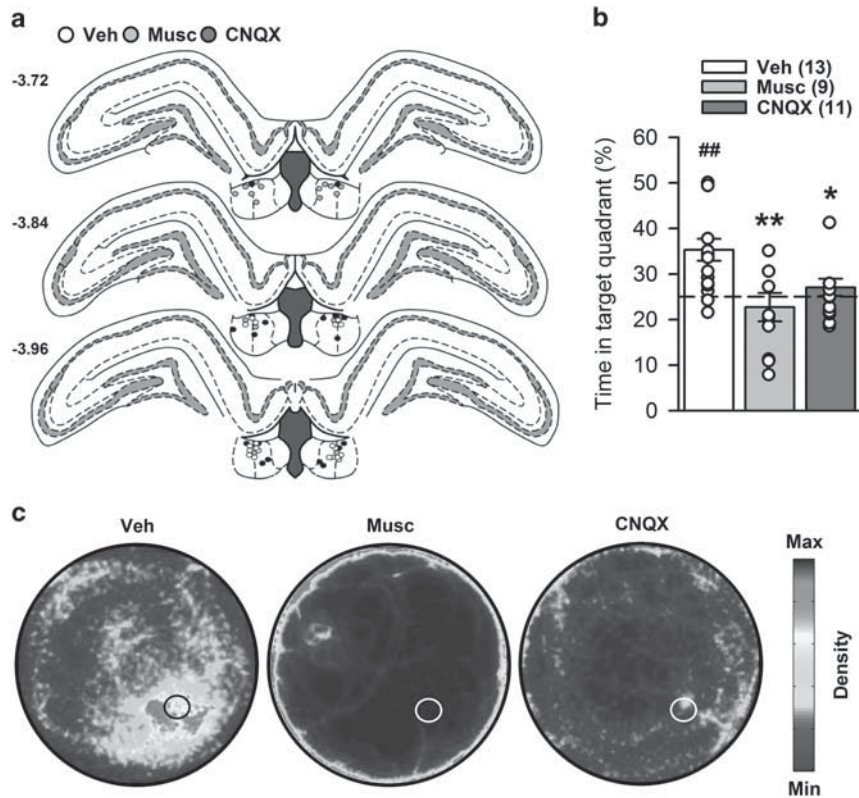 a
Veh Musc CNQX
-3.72
-3.84
-3.96
b
Veh (13)
Musc (9)
CNQX (11)
Time in target quadrant (%)
60
50
40
30
20
10
0
##
**
*
c
Veh
Musc
CNQX
Max
Density
Min